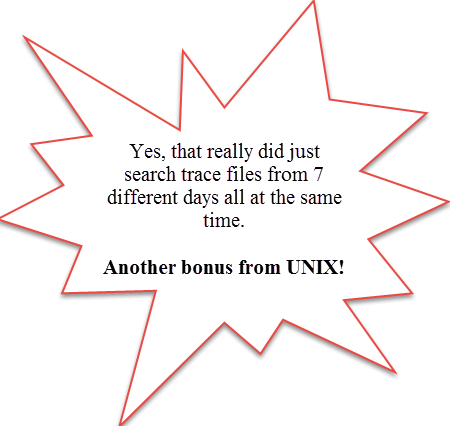 Yes, that really did just
search trace files from 7
different days all at the same
time.
Another bonus from UNIX!